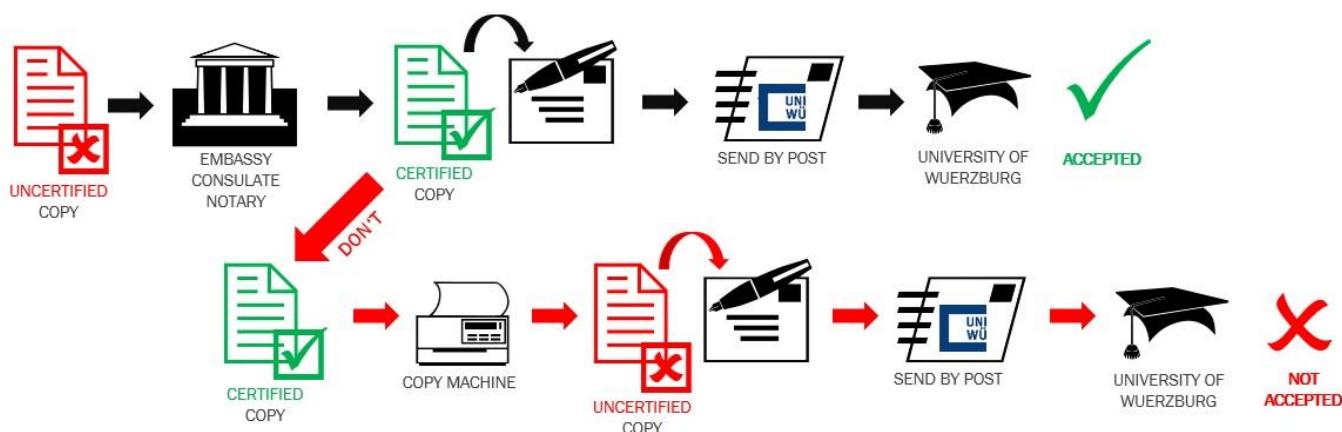 UNCERTIFIED
COPY
EMBASSY
CONSULATE
NOTARY
CERTIFIED
COPY
UNI
WÜ
SEND BY POST
UNIVERSITY OF
WUERZBURG
ACCEPTED
DON'T
CERTIFIED
COPY
COPY MACHINE
UNCERTIFIED
COPY
UNI
WÜ
SEND BY POST
UNIVERSITY OF
WUERZBURG
NOT
ACCEPTED